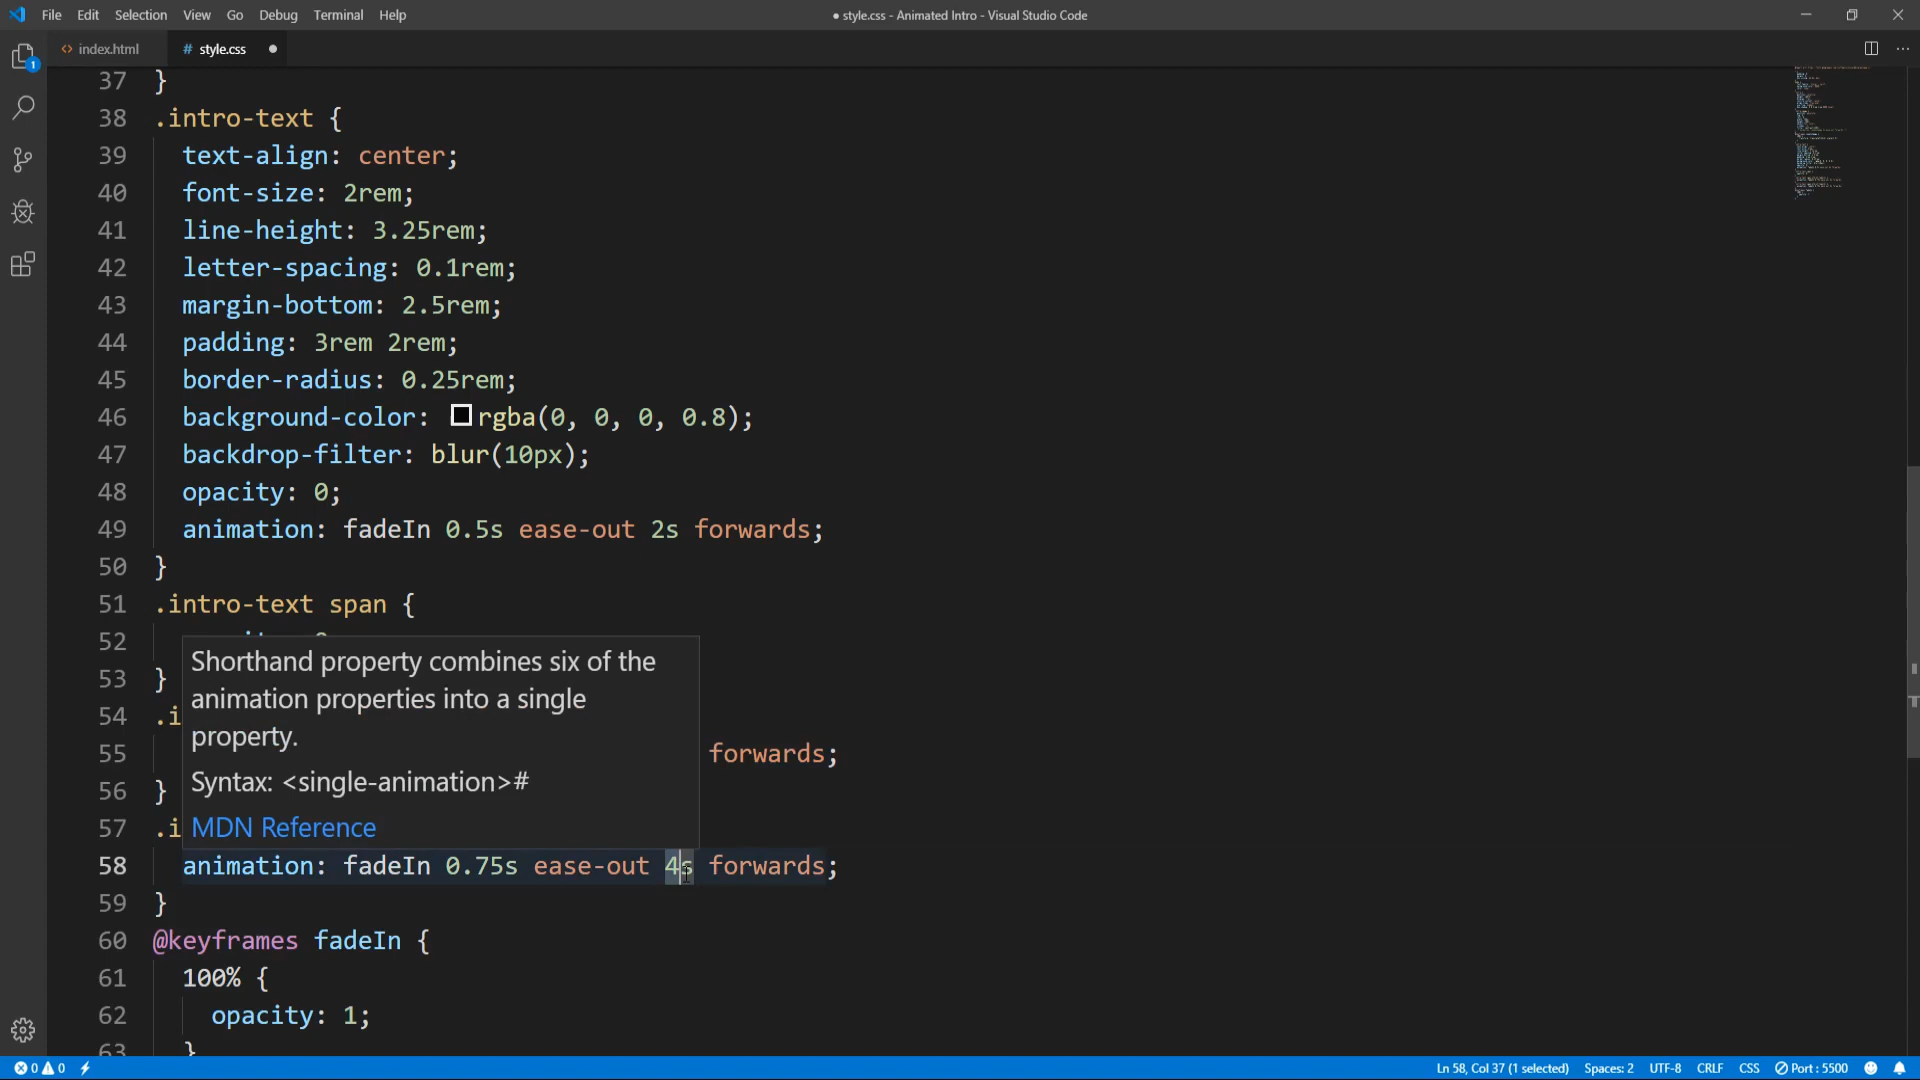 File Edit Selection View Go Debug Terminal Help
● style.css - Animated Intro - Visual Studio Code
<> index.html # style.css ●
1
37 }
38 .intro-text {
39 text-align: center;
40 font-size: 2rem;
41 line-height: 3.25rem;
42 letter-spacing: 0.1rem;
43 margin-bottom: 2.5rem;
44 padding: 3rem 2rem;
45 border-radius: 0.25rem;
46 background-color: rgba(0, 0, 0, 0.8);
47 backdrop-filter: blur(10px);
48 opacity: 0;
49 animation: fadeIn 0.5s ease-out 2s forwards;
50 }
51 .intro-text span {
52
Shorthand property combines six of the
53 }
animation properties into a single
54 .i
property.
55 forwards;
Syntax: <single-animation>#
56 }
57 .i
MDN Reference
58 animation: fadeIn 0.75s ease-out 4s forwards;
59 }
60 @keyframes fadeIn {
61 100% {
62 opacity: 1;
63 }
0 0 Ln 58, Col 37 (1 selected) Spaces: 2 UTF-8 CRLF CSS Port : 5500